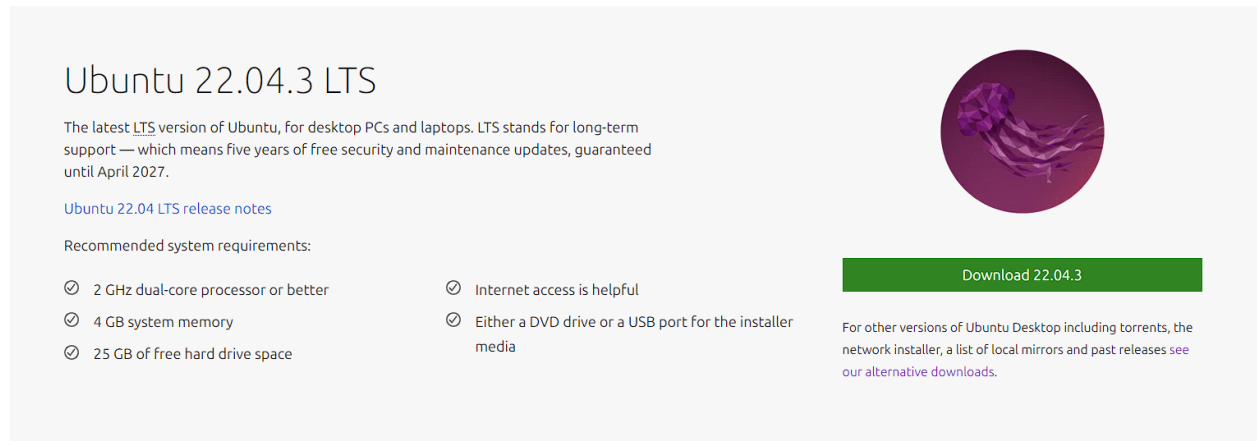 Ubuntu 22.04.3 LTS
The latest LTS version of Ubuntu, for desktop PCs and laptops. LTS stands for long-term
support — which means five years of free security and maintenance updates, guaranteed
until April 2027.
Ubuntu 22.04 LTS release notes
Recommended system requirements:
2 GHz dual-core processor or better
4 GB system memory
25 GB of free hard drive space
Internet access is helpful
Either a DVD drive or a USB port for the installer
media
Download 22.04.3
For other versions of Ubuntu Desktop including torrents, the
network installer, a list of local mirrors and past releases see
our alternative downloads.